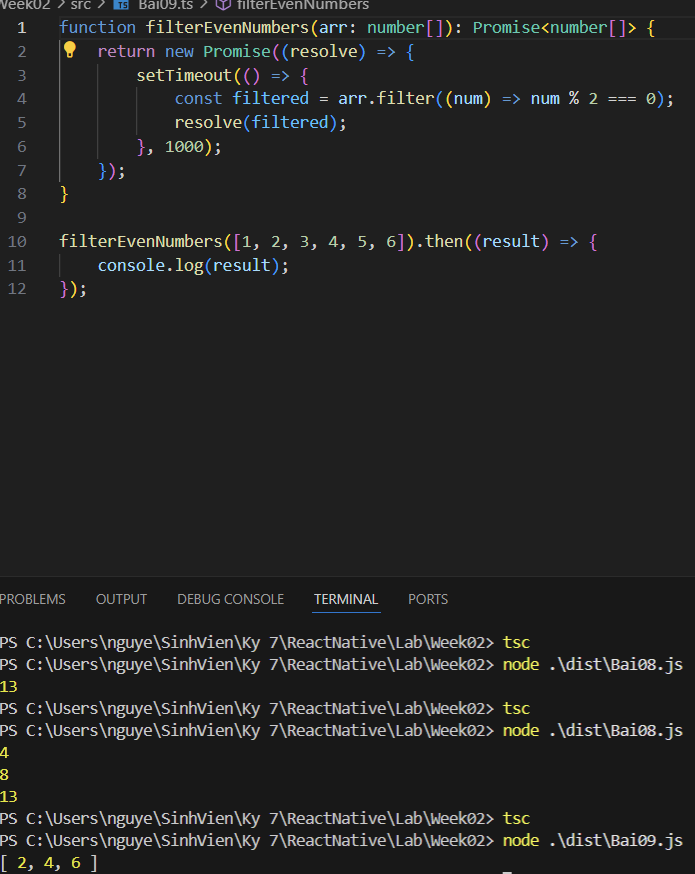 Week02 > src > TS Bai09.ts > filterEvenNumbers
1 function filterEvenNumbers(arr: number[]): Promise<number[]> {
2     return new Promise((resolve) => {
3         setTimeout(() => {
4             const filtered = arr.filter((num) => num % 2 === 0);
5             resolve(filtered);
6         }, 1000);
7     });
8 }
9
10 filterEvenNumbers([1, 2, 3, 4, 5, 6]).then((result) => {
11     console.log(result);
12 });
PROBLEMS OUTPUT DEBUG CONSOLE TERMINAL PORTS
PS C:\Users\nguye\SinhVien\Ky 7\ReactNative\Lab\Week02> tsc
PS C:\Users\nguye\SinhVien\Ky 7\ReactNative\Lab\Week02> node .\dist\Bai08.js
13
PS C:\Users\nguye\SinhVien\Ky 7\ReactNative\Lab\Week02> tsc
PS C:\Users\nguye\SinhVien\Ky 7\ReactNative\Lab\Week02> node .\dist\Bai08.js
4
8
13
PS C:\Users\nguye\SinhVien\Ky 7\ReactNative\Lab\Week02> tsc
PS C:\Users\nguye\SinhVien\Ky 7\ReactNative\Lab\Week02> node .\dist\Bai09.js
[ 2, 4, 6 ]